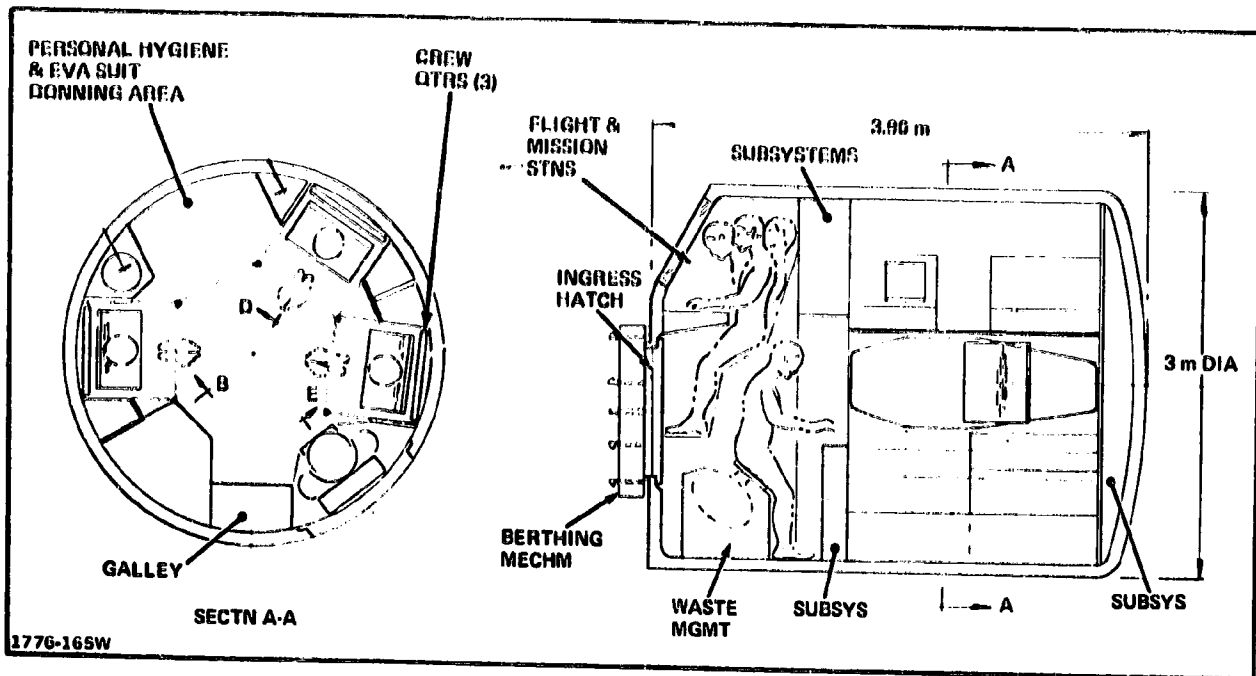 PERSONAL HYGIENE
& EVA SUIT
DONNING AREA
CREW
QTRS (3)
D
B
E
GALLEY
SECTN A-A
1776-165W
FLIGHT &
MISSION
STNS
SUBSYSTEMS
3.90 m
A
INGRESS
HATCH
3 m DIA
BERTHING
MECHM
WASTE
MGMT
SUBSYS
A
SUBSYS